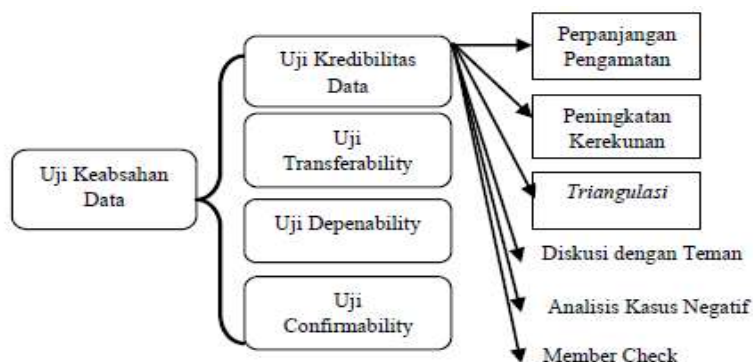 Uji Keabsahan
Data
Uji Kredibilitas
Data
Uji
Transferability
Uji Depenability
Uji
Confirmability
Perpanjangan
Pengamatan
Peningkatan
Kerekunan
Triangulasi
Diskusi dengan Teman
Analisis Kasus Negatif
Member Check